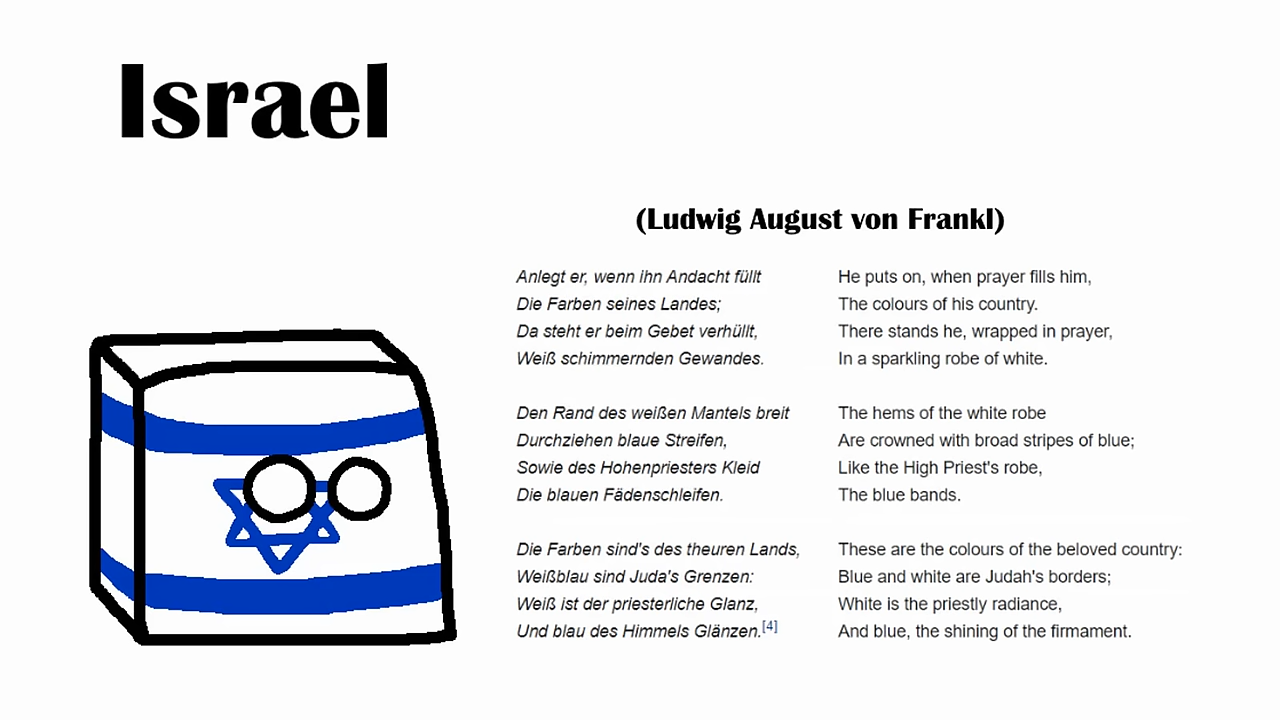 Israel
(Ludwig August von Frankl)
Anlegt er, wenn ihn Andacht füllt
Die Farben seines Landes;
Da steht er beim Gebet verhüllt,
Weiß schimmernden Gewandes.
Den Rand des weißen Mantels breit
Durchziehen blaue Streifen,
Sowie des Hohenpriesters Kleid
Die blauen Fädenschleifen.
Die Farben sind's des theuren Lands,
Weißblau sind Juda's Grenzen:
Weiß ist der priesterliche Glanz,
Und blau des Himmels Glänzen.[4]
He puts on, when prayer fills him,
The colours of his country.
There stands he, wrapped in prayer,
In a sparkling robe of white.
The hems of the white robe
Are crowned with broad stripes of blue;
Like the High Priest's robe,
The blue bands.
These are the colours of the beloved country:
Blue and white are Judah's borders;
White is the priestly radiance,
And blue, the shining of the firmament.